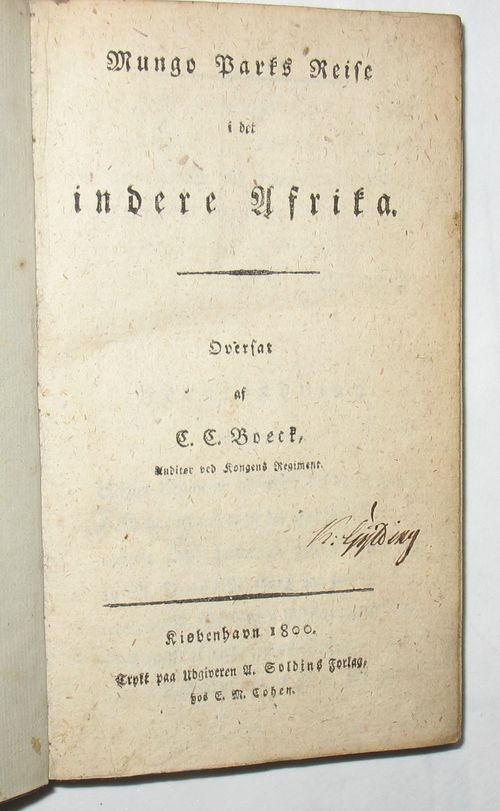 Mungo Parks Reise
i det
indere Afrika.
Oversat
af
C. C. Boeck,
Auditør ved Kongens Regiment.
Kiøbenhavn 1800.
Trykt paa Udgiveren A. Soldins Forlag,
hos E. M. Cohen.